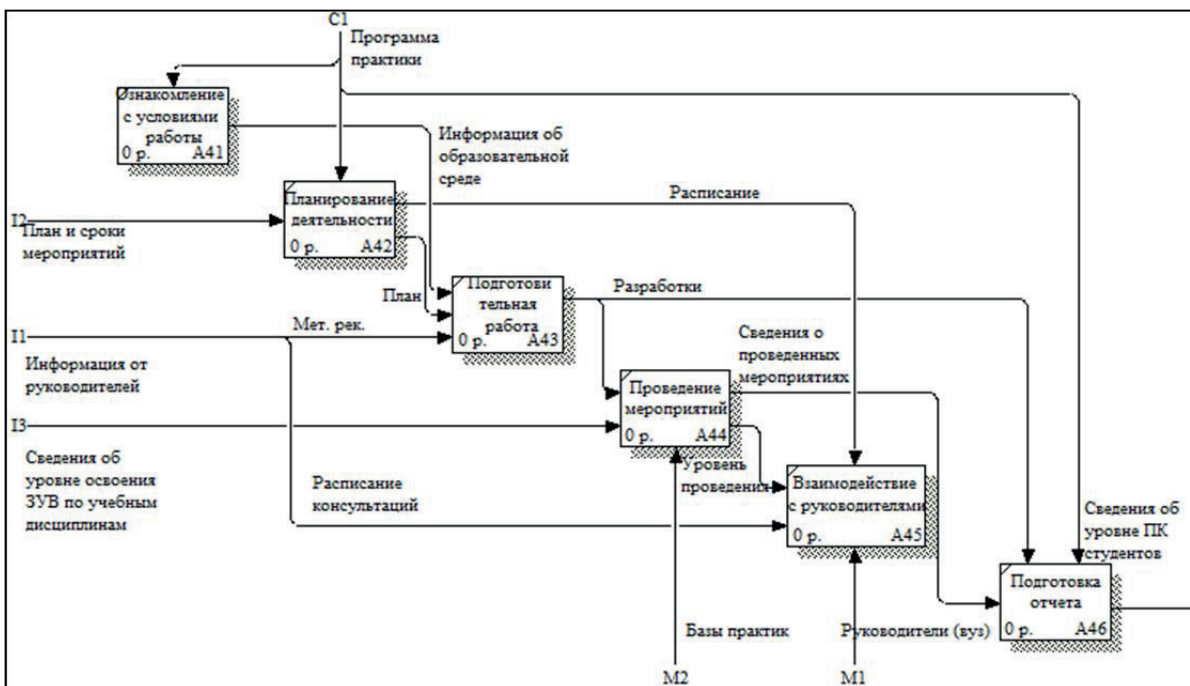 C1
Программа
практики
Ознакомление
с условиями
работы
0 р. A41
Информация об
образовательной
среде
Планирование
деятельности
0 р. A42
Расписание
I2
План и сроки
мероприятий
План
Подготови
тельная
работа
0 р. A43
Разработки
I1
Мет. рек.
Информация от
руководителей
Сведения о
проведенных
мероприятиях
Проведение
мероприятий
0 р. A44
I3
Сведения об
уровне освоения
ЗУВ по учебным
дисциплинам
Уровень
проведения
Расписание
консультаций
Взаимодействие
с руководителями
0 р. A45
Сведения об
уровне ПК
студентов
Подготовка
отчета
0 р. A46
Базы практик
Руководители (вуз)
M2
M1